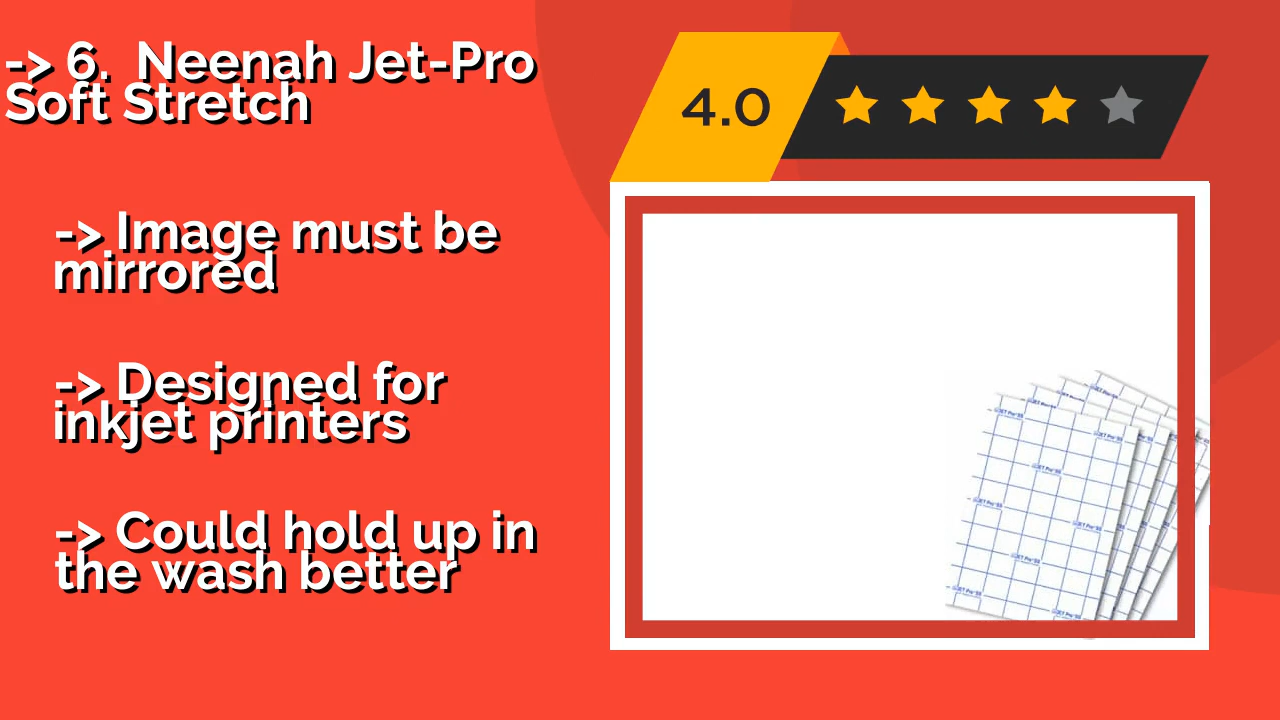 -> 6.  Neenah Jet-Pro
Soft Stretch
4.0
-> Image must be
mirrored
-> Designed for
inkjet printers
-> Could hold up in
the wash better